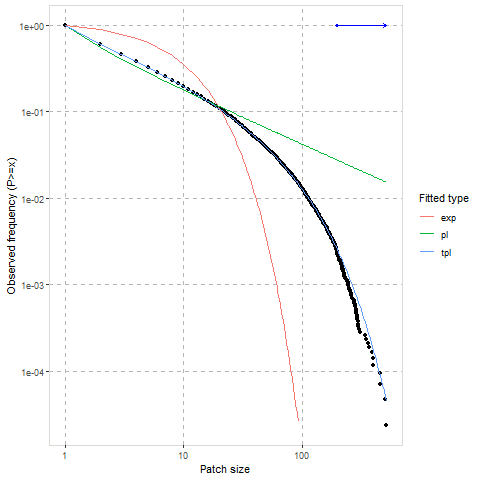 1e+00
1e-01
1e-02
1e-03
1e-04
Observed frequency (P>=x)
1
10
100
Patch size
Fitted type
exp
pl
tpl